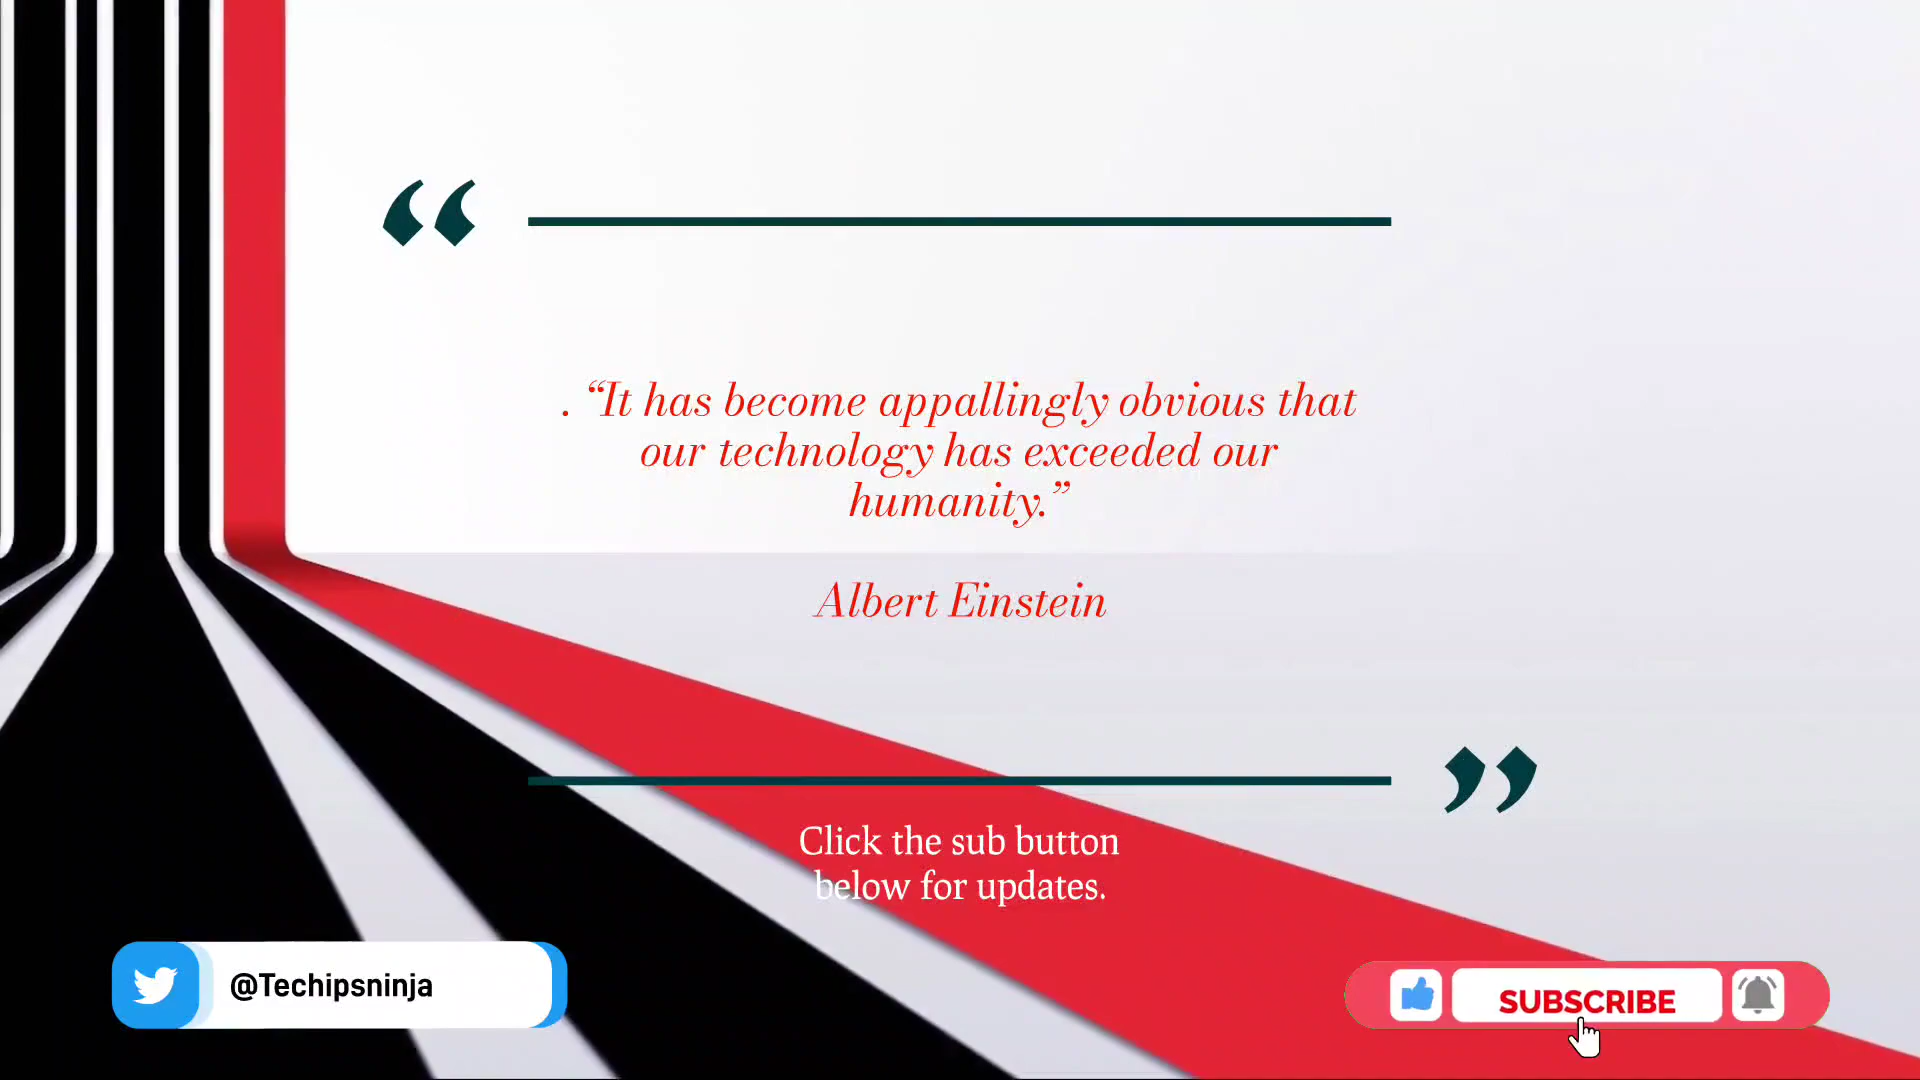 “
. “It has become appallingly obvious that
our technology has exceeded our
humanity.”
Albert Einstein
”
Click the sub button
below for updates.
@Techipsninja
SUBSCRIBE